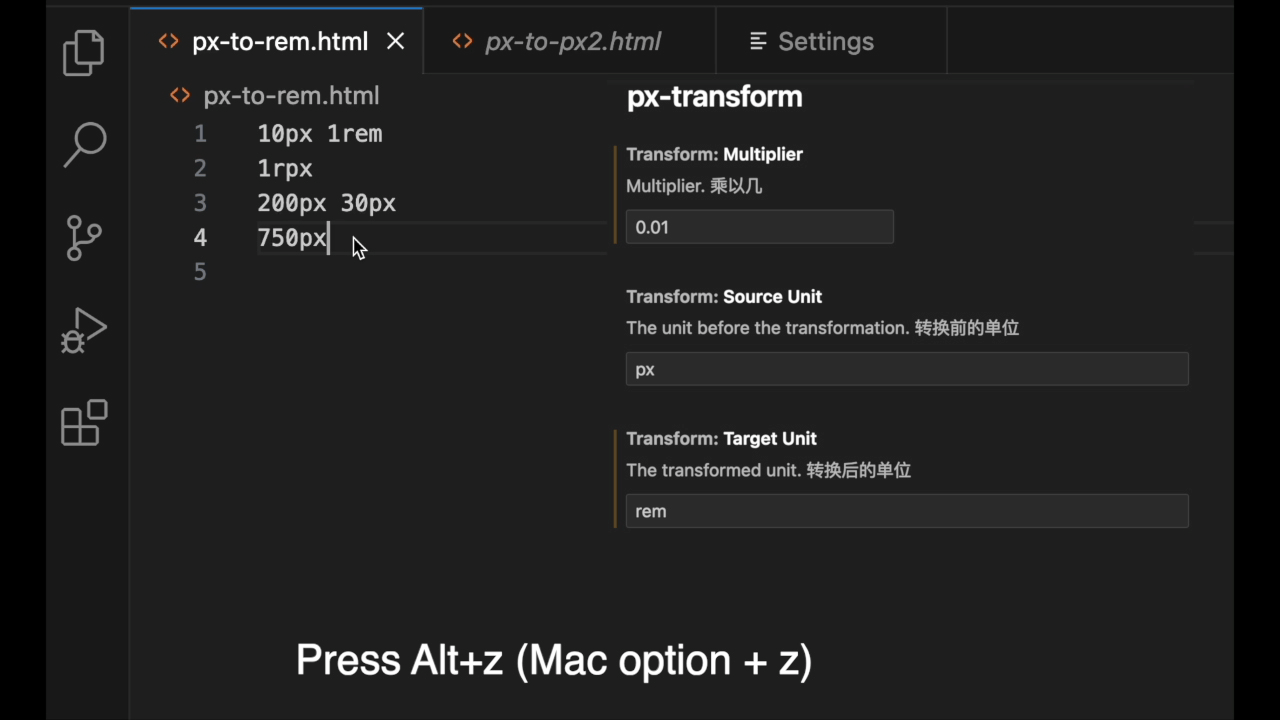 px-to-rem.html px-to-px2.html Settings
px-to-rem.html
1 10px 1rem
2 1rpx
3 200px 30px
4 750px
5
px-transform
Transform: Multiplier
Multiplier. 乘以几
0.01
Transform: Source Unit
The unit before the transformation. 转换前的单位
px
Transform: Target Unit
The transformed unit. 转换后的单位
rem
Press Alt+z (Mac option + z)